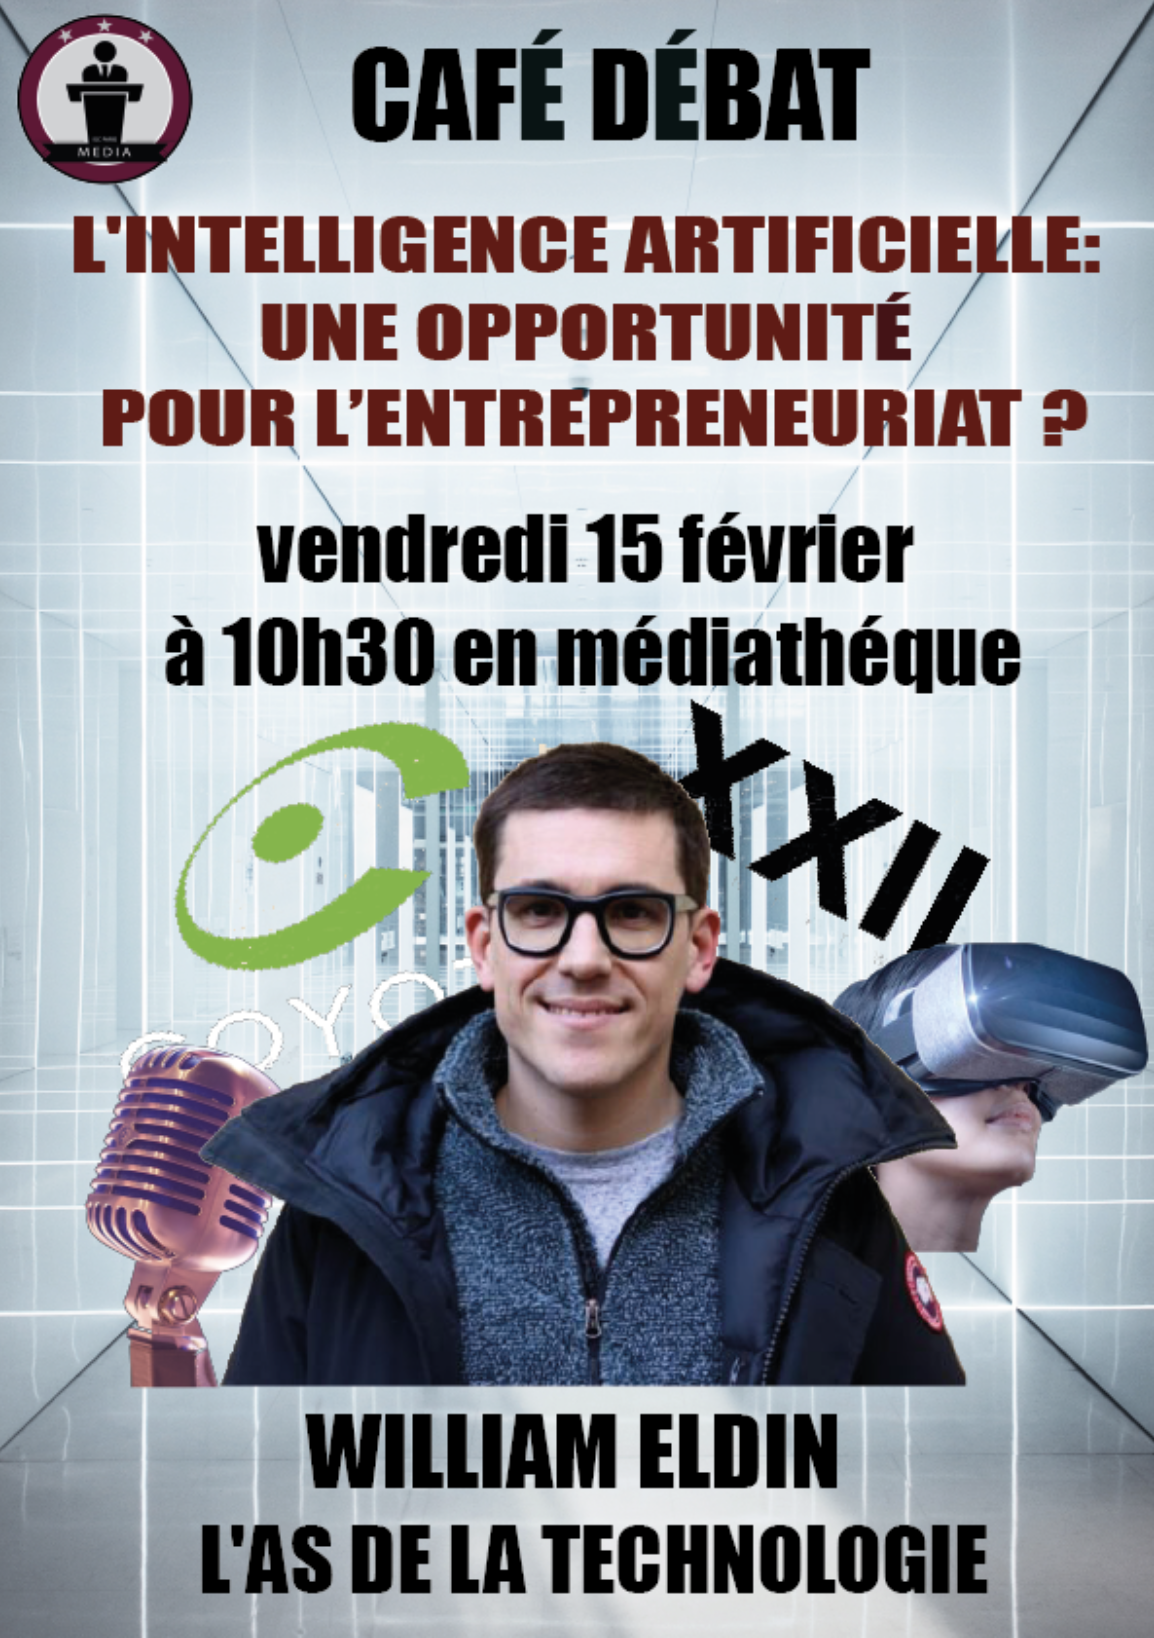 MEDIA
CAFÉ DÉBAT
L'INTELLIGENCE ARTIFICIELLE:
UNE OPPORTUNITÉ
POUR L’ENTREPRENEURIAT ?
vendredi 15 février
à 10h30 en médiathéque
XXII
COYO
WILLIAM ELDIN
L'AS DE LA TECHNOLOGIE